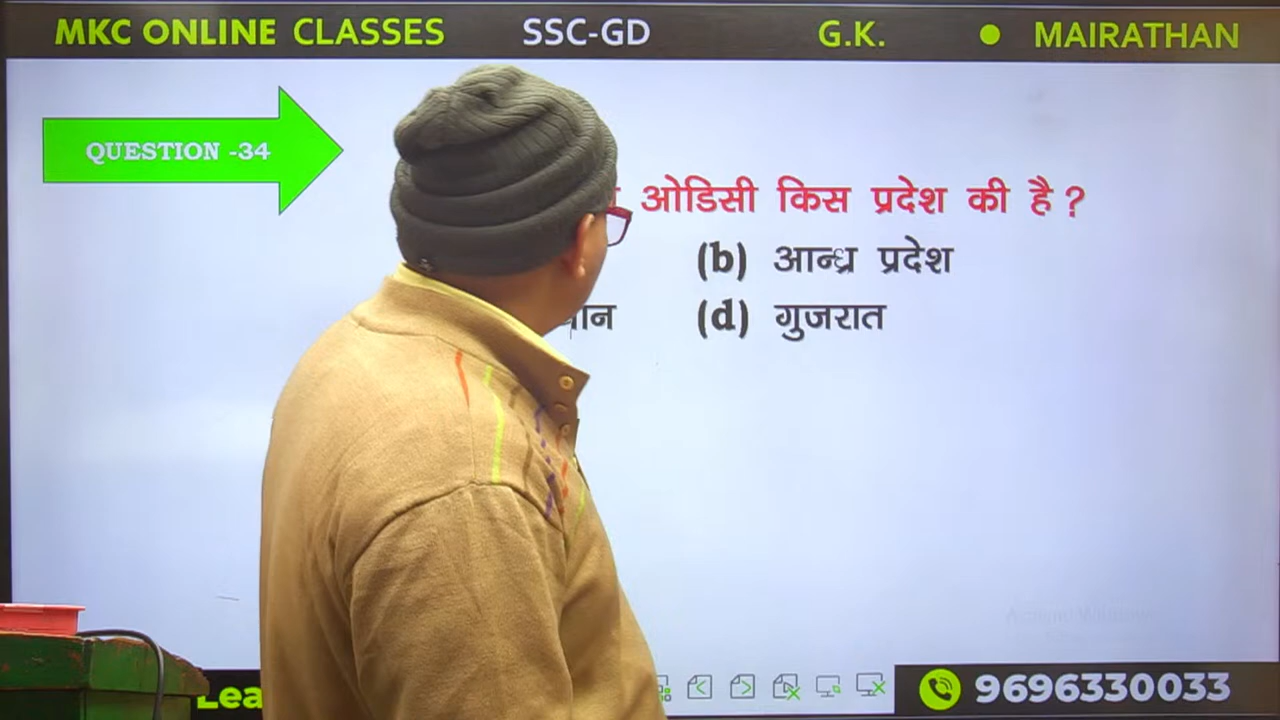 MKC ONLINE CLASSES SSC-GD G.K. MAIRATHAN
QUESTION -34
ओडिसी किस प्रदेश की है ?
(b) आन्ध्र प्रदेश
(d) गुजरात
9696330033